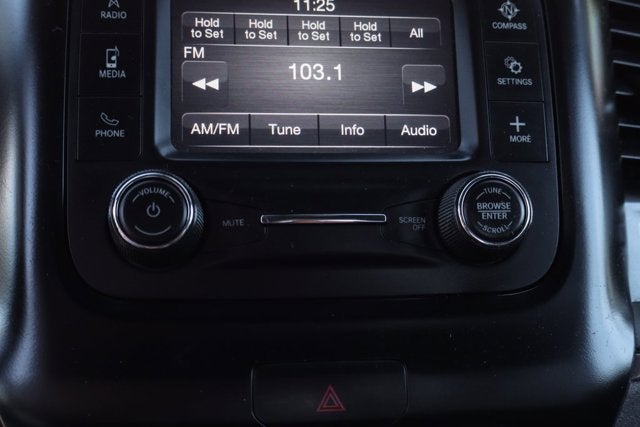 11:25
RADIO
Hold to Set
Hold to Set
Hold to Set
Hold to Set
All
N
COMPASS
FM
MEDIA
103.1
SETTINGS
PHONE
AM/FM
Tune
Info
Audio
MORE
VOLUME
MUTE
SCREEN
OFF
TUNE
BROWSE
ENTER
SCROLL